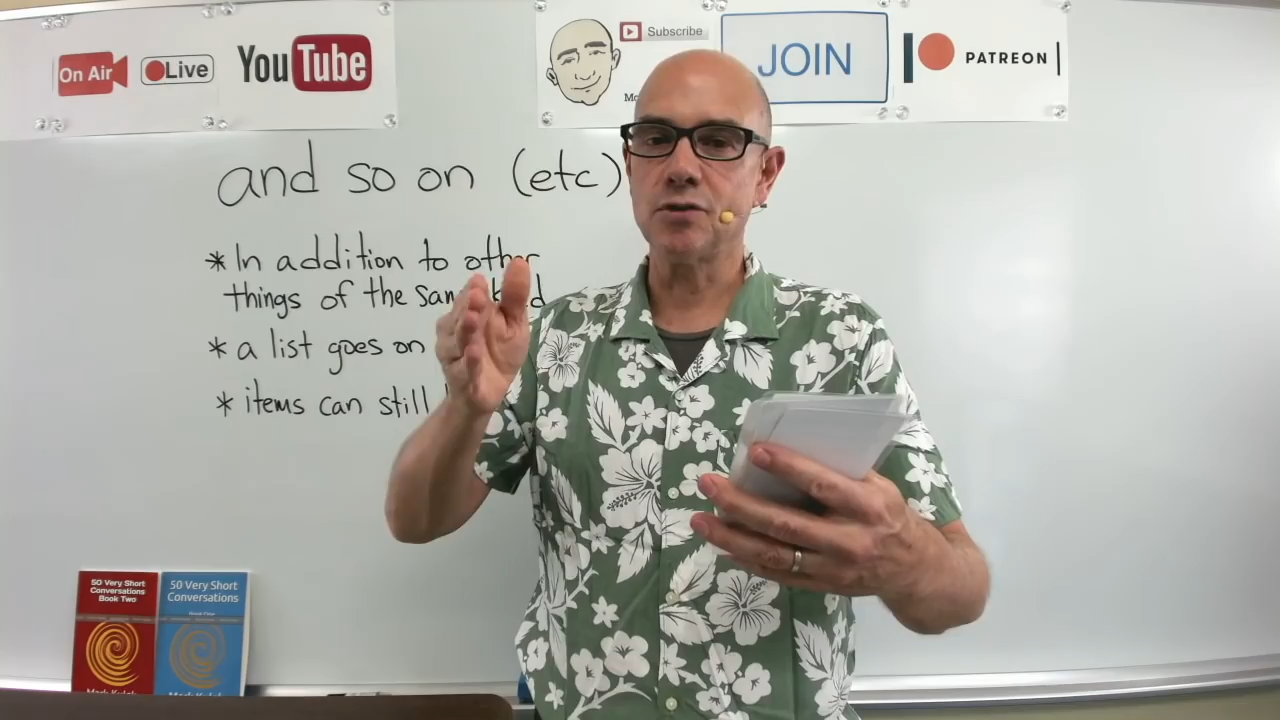 On Air
Live
YouTube
Subscribe
JOIN
PATREON
and so on (etc)
* In addition to other
things of the
* a list goes on
* items can still
50 Very Short
Conversations
Book Two
50 Very Short
Conversations